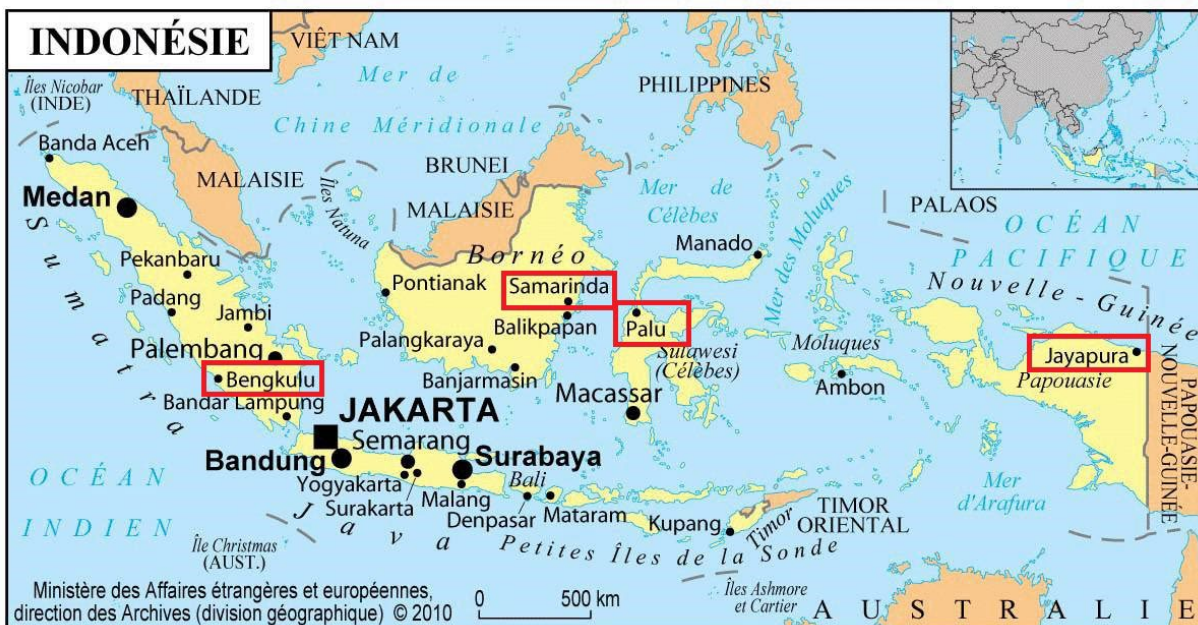 INDONÉSIE
VIÊT NAM
Îles Nicobar
(INDE)
THAÏLANDE
Mer de
Chine Méridionale
PHILIPPINES
Banda Aceh
MALAISIE
BRUNEI
MALAISIE
Îles Natuna
Mer de
Célèbes
Mer des Moluques
PALAOS
OCÉAN
PACIFIQUE
Medan
Sumatra
Pekanbaru
Padang
Jambi
Palembang
Bengkulu
Bandar Lampung
Bornéo
Pontianak
Samarinda
Balikpapan
Palangkaraya
Banjarmasin
Manado
Palu
Sulawesi
(Célèbes)
Macassar
Moluques
Ambon
Nouvelle-Guinée
Jayapura
Papouasie
PAPOUASIE-
NOUVELLE-GUINÉE
JAKARTA
Bandung
Semarang
Surabaya
Yogyakarta
Surakarta
Malang
Bali
Denpasar
Mataram
Java
Petites Îles de la Sonde
Kupang
Timor
TIMOR
ORIENTAL
Mer
d'Arafura
OCÉAN
INDIEN
Île Christmas
(AUST.)
Îles Ashmore
et Cartier
AUSTRALIE
Ministère des Affaires étrangères et européennes,
direction des Archives (division géographique) © 2010
0 500 km